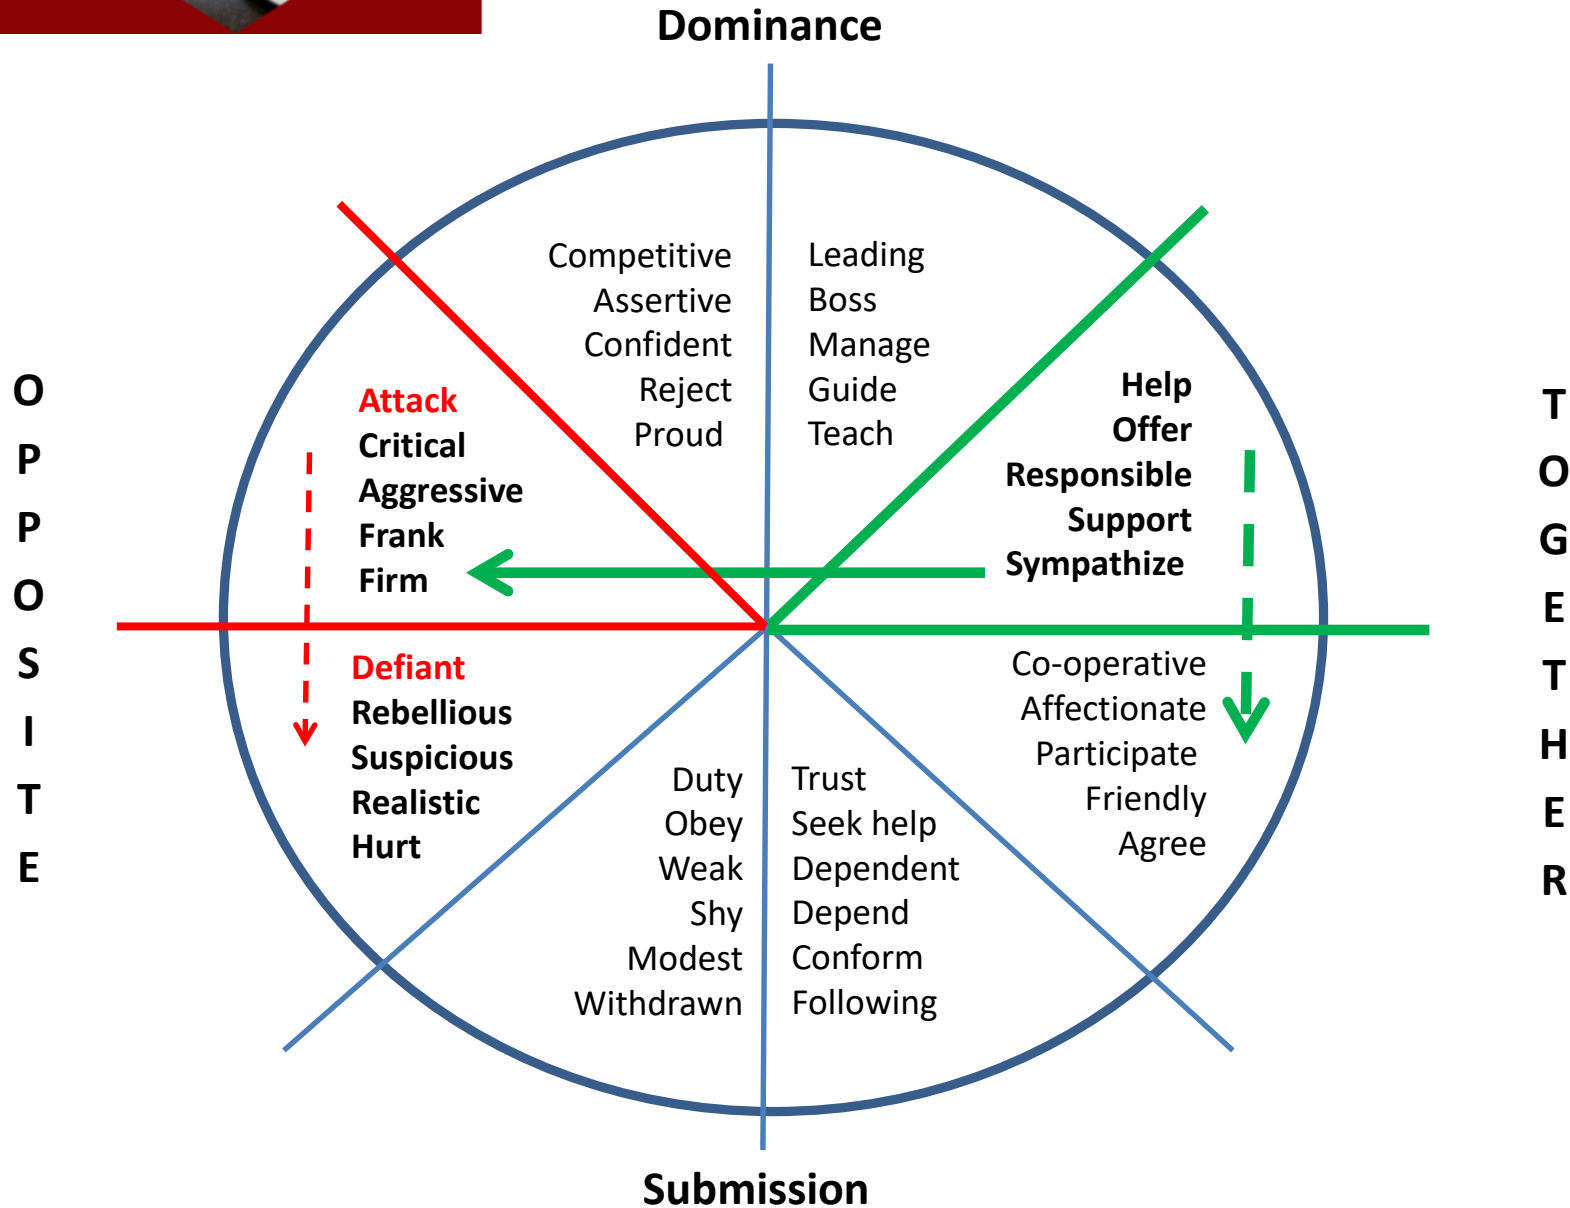 Dominance
Competitive
Assertive
Confident
Reject
Proud
Leading
Boss
Manage
Guide
Teach
O
P
P
O
S
I
T
E
Attack
Critical
Aggressive
Frank
Firm
Help
Offer
Responsible
Support
Sympathize
T
O
G
E
T
H
E
R
Defiant
Rebellious
Suspicious
Realistic
Hurt
Duty
Obey
Weak
Shy
Modest
Withdrawn
Trust
Seek help
Dependent
Depend
Conform
Following
Co-operative
Affectionate
Participate
Friendly
Agree
Submission